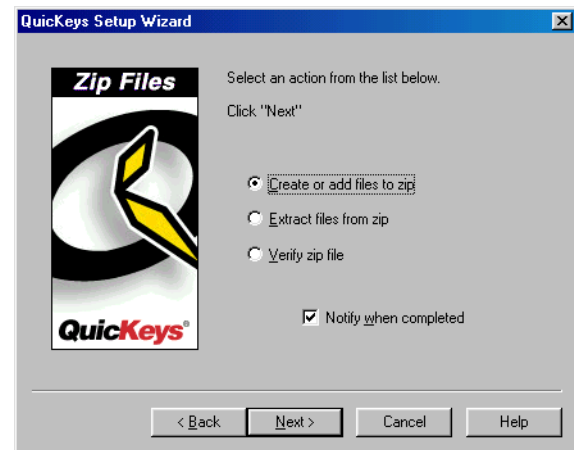 QuicKeys Setup Wizard
Zip Files
Select an action from the list below.
Click "Next"
Create or add files to zip
Extract files from zip
Verify zip file
Notify when completed
QuicKeys®
< Back Next > Cancel Help